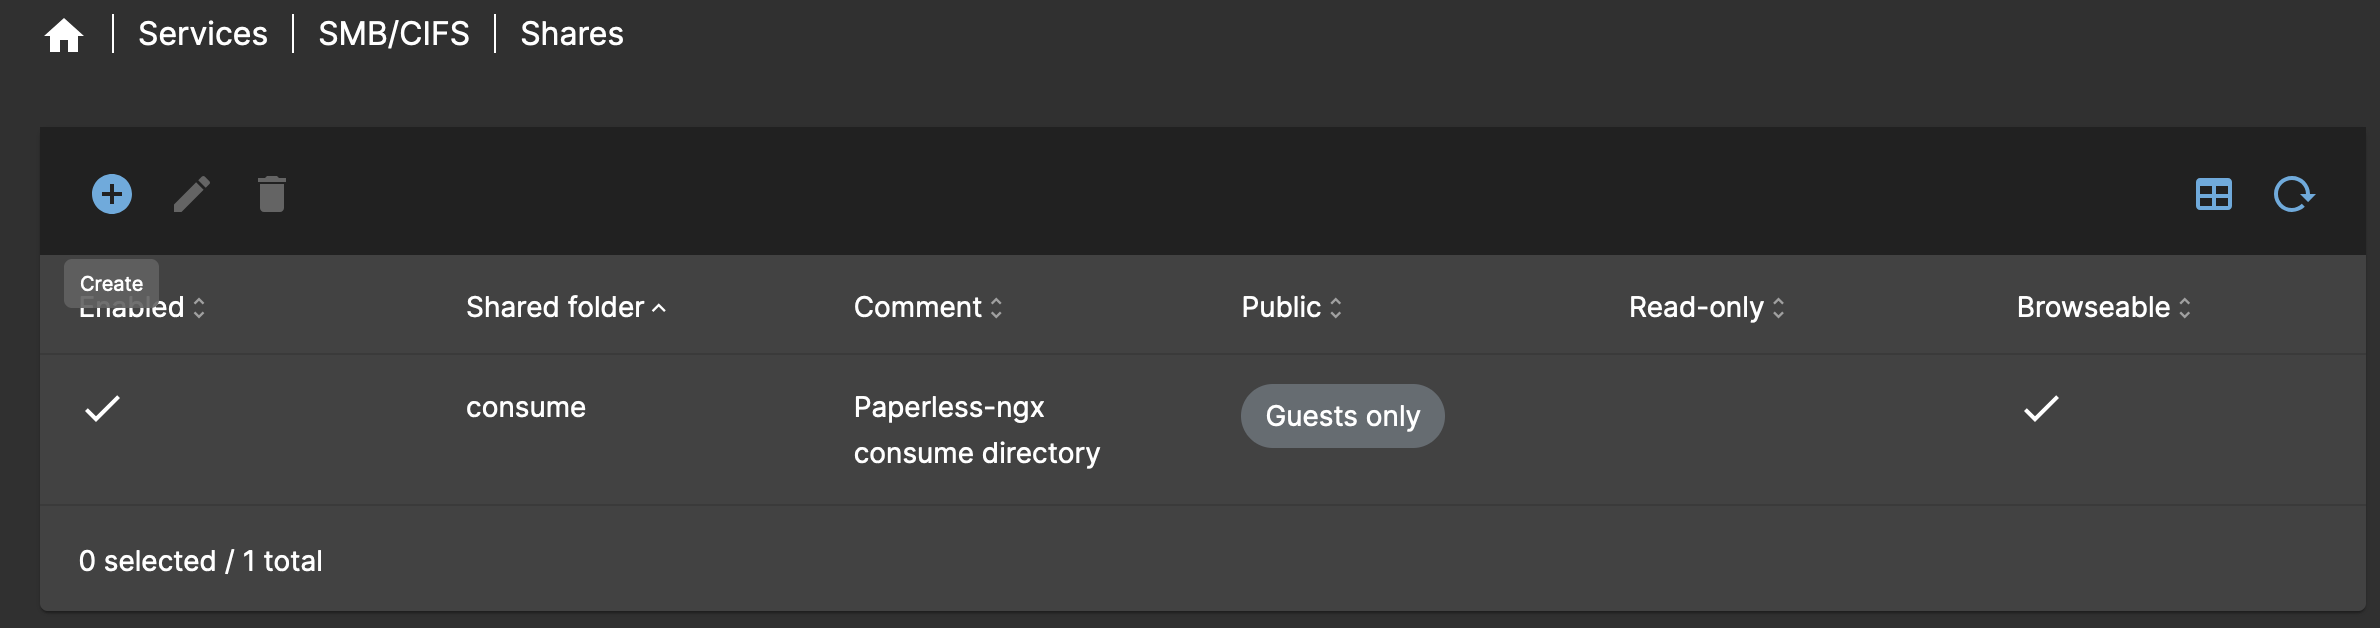 Services | SMB/CIFS | Shares
Create
Enabled Shared folder Comment Public Read-only Browseable
consume Paperless-ngx Guests only
consume directory
0 selected / 1 total